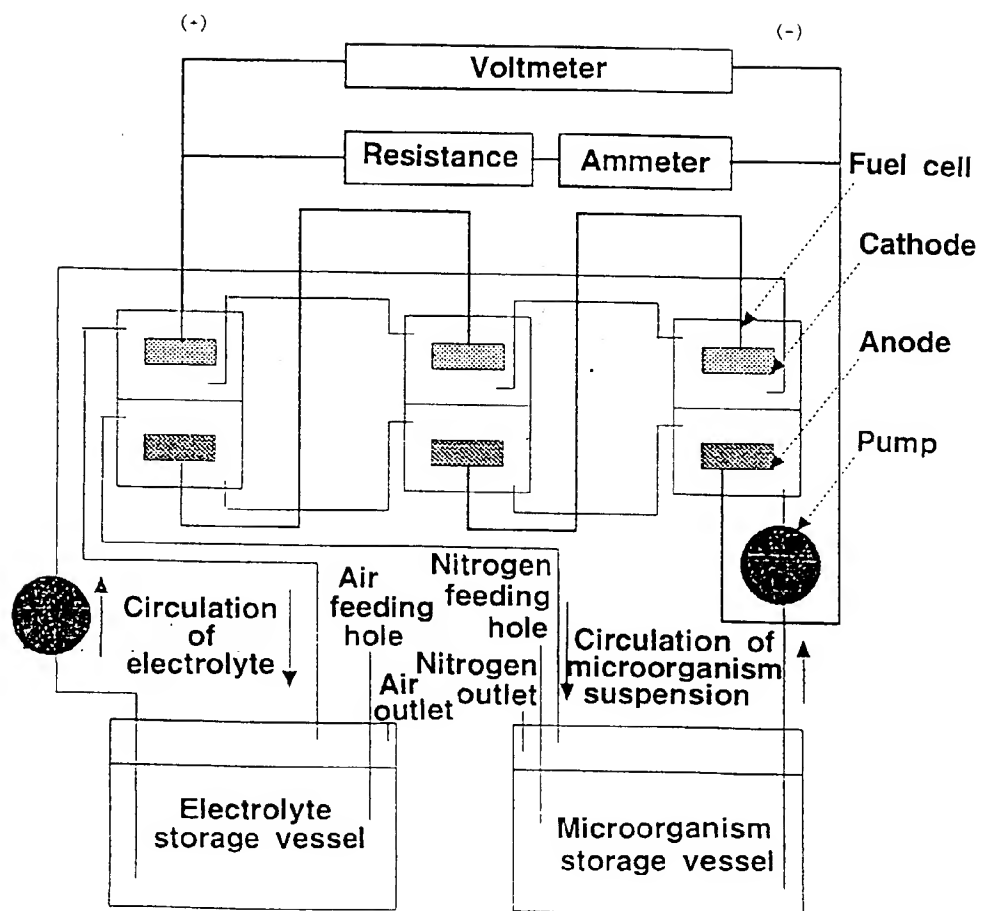 (+)
(-)
Voltmeter
Resistance
Ammeter
Fuel cell
Cathode
Anode
Pump
Circulation
of
electrolyte
Air
feeding
hole
Air
outlet
Nitrogen
feeding
hole
Nitrogen
outlet
Circulation of
microorganism
suspension
Electrolyte
storage vessel
Microorganism
storage vessel